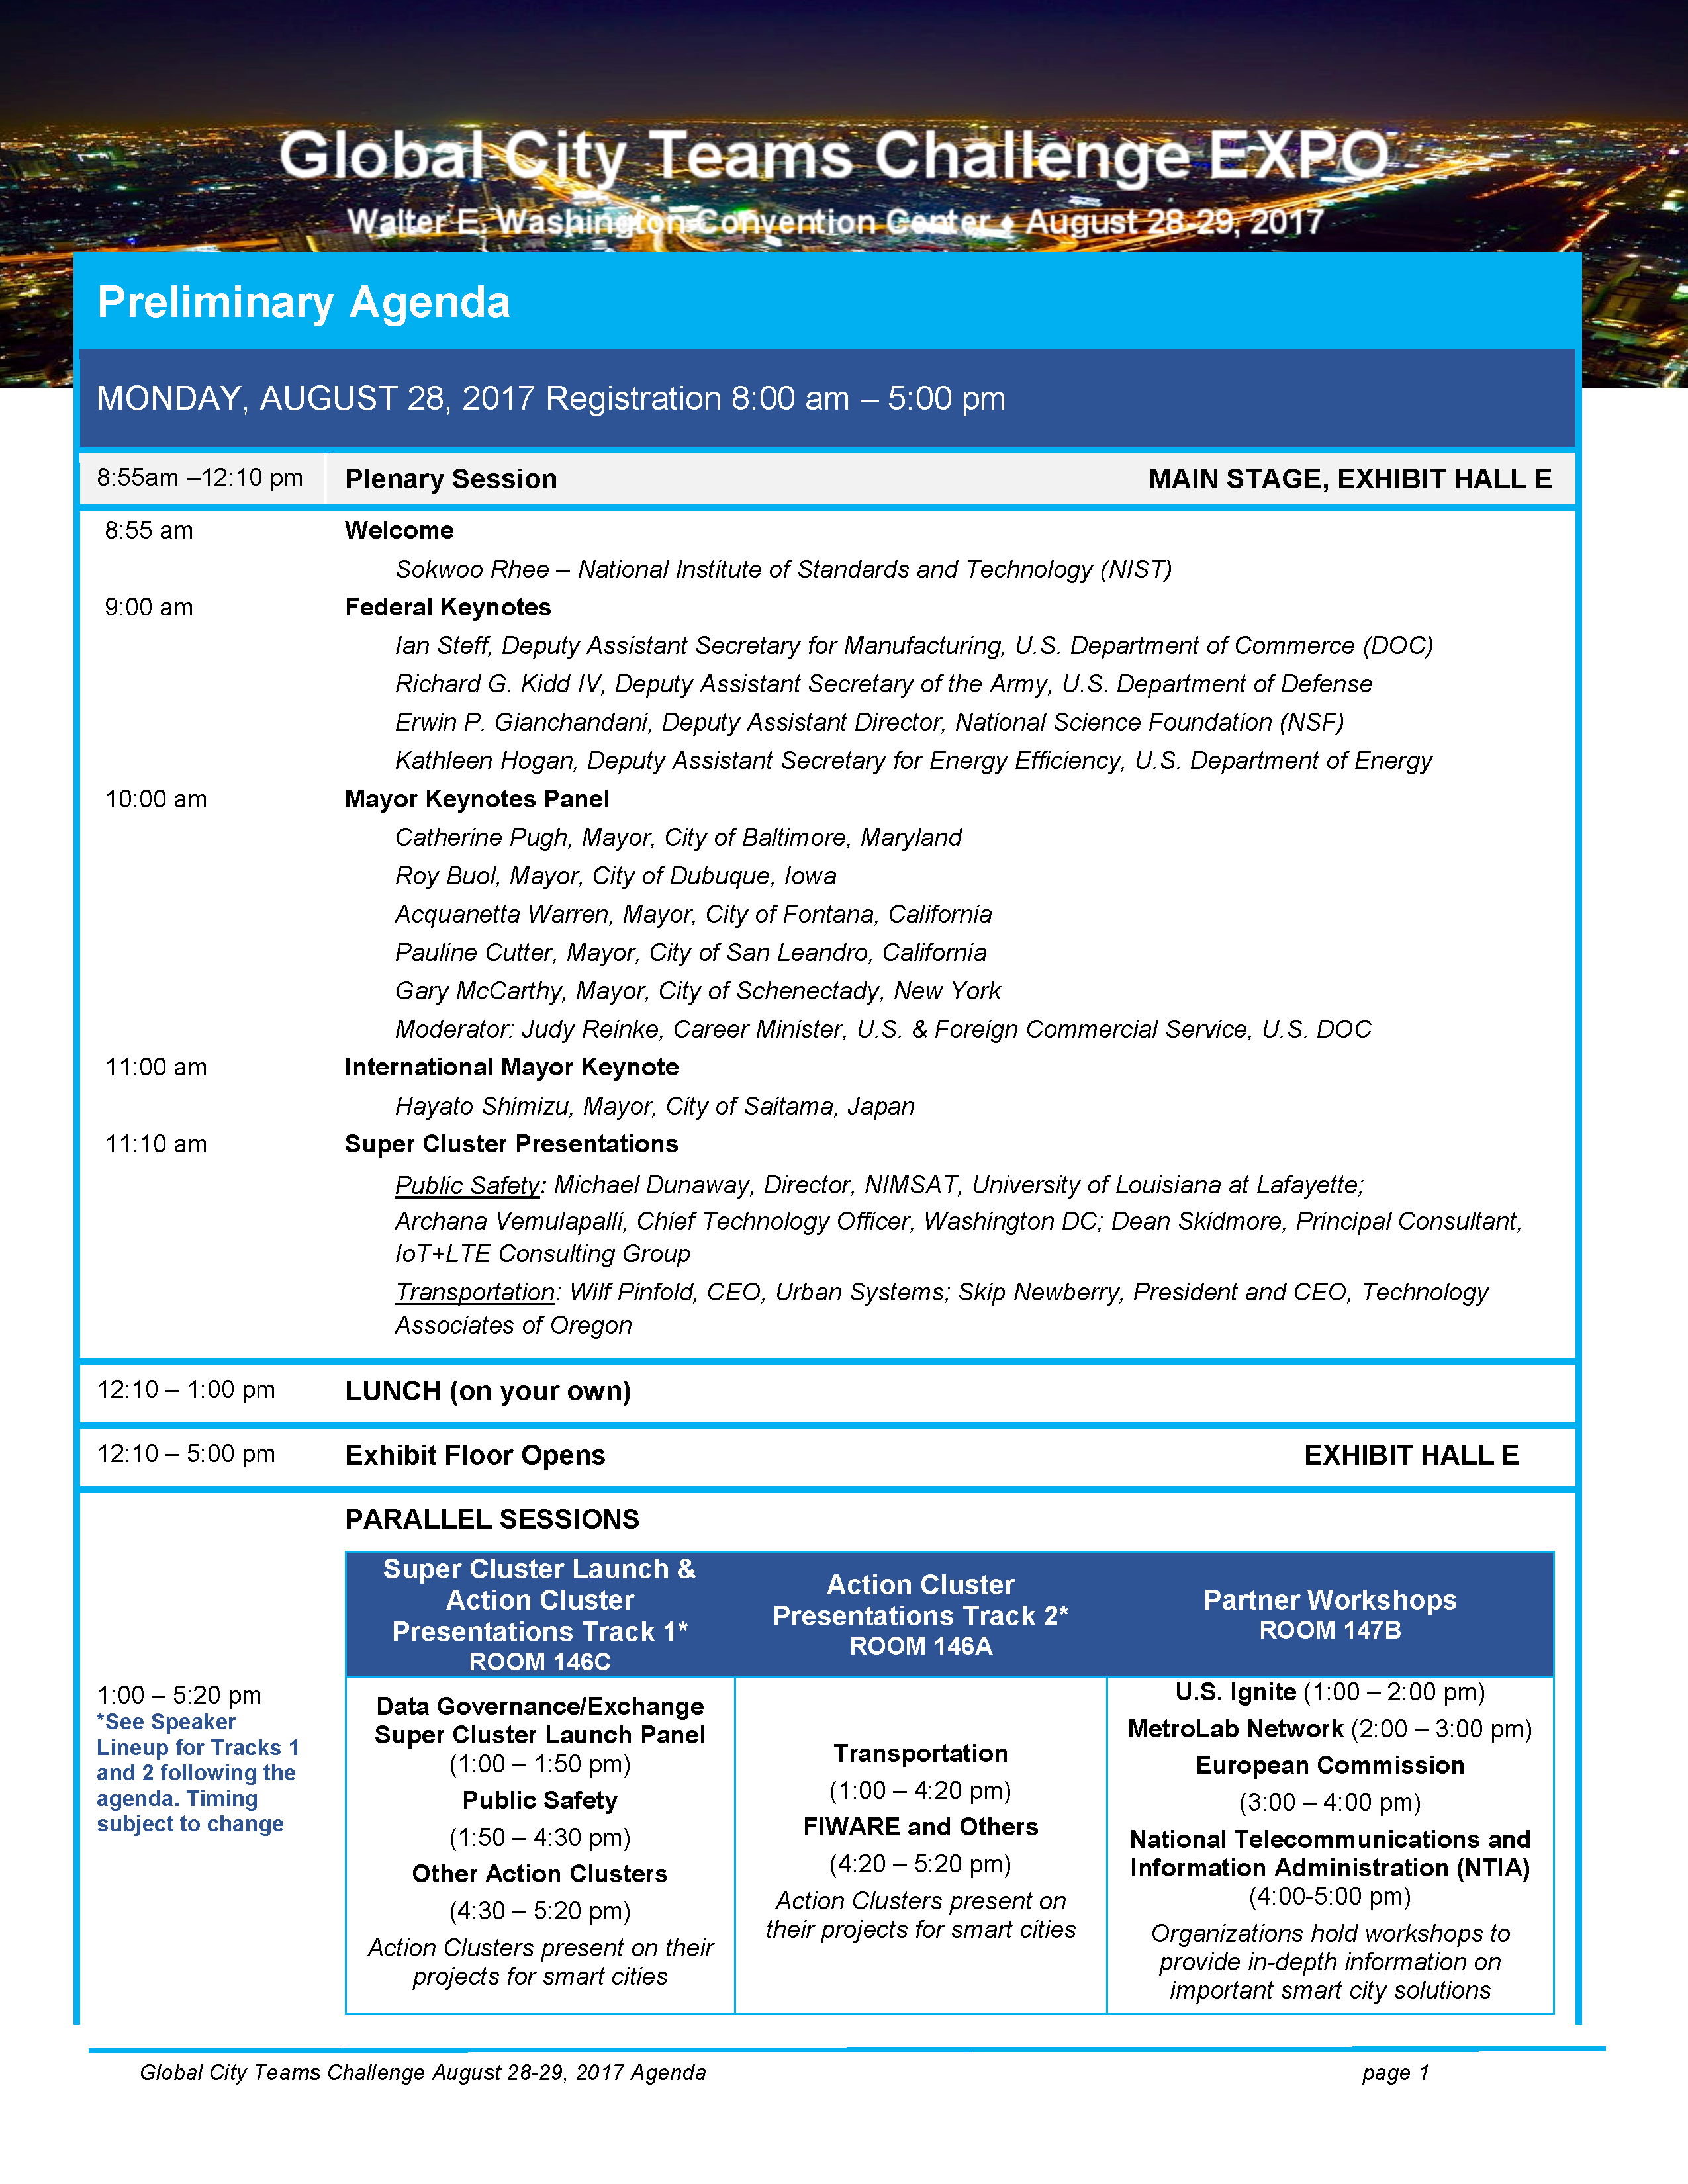 Global City Teams Challenge EXPO
Walter E. Washington Convention Center ♦ August 28-29, 2017
Preliminary Agenda
MONDAY, AUGUST 28, 2017 Registration 8:00 am – 5:00 pm
8:55am –12:10 pm Plenary Session MAIN STAGE, EXHIBIT HALL E
8:55 am Welcome
Sokwoo Rhee – National Institute of Standards and Technology (NIST)
9:00 am Federal Keynotes
Ian Steff, Deputy Assistant Secretary for Manufacturing, U.S. Department of Commerce (DOC)
Richard G. Kidd IV, Deputy Assistant Secretary of the Army, U.S. Department of Defense
Erwin P. Gianchandani, Deputy Assistant Director, National Science Foundation (NSF)
Kathleen Hogan, Deputy Assistant Secretary for Energy Efficiency, U.S. Department of Energy
10:00 am Mayor Keynotes Panel
Catherine Pugh, Mayor, City of Baltimore, Maryland
Roy Buol, Mayor, City of Dubuque, Iowa
Acquanetta Warren, Mayor, City of Fontana, California
Pauline Cutter, Mayor, City of San Leandro, California
Gary McCarthy, Mayor, City of Schenectady, New York
Moderator: Judy Reinke, Career Minister, U.S. & Foreign Commercial Service, U.S. DOC
11:00 am International Mayor Keynote
Hayato Shimizu, Mayor, City of Saitama, Japan
11:10 am Super Cluster Presentations
Public Safety: Michael Dunaway, Director, NIMSAT, University of Louisiana at Lafayette;
Archana Vemulapalli, Chief Technology Officer, Washington DC; Dean Skidmore, Principal Consultant,
IoT+LTE Consulting Group
Transportation: Wilf Pinfold, CEO, Urban Systems; Skip Newberry, President and CEO, Technology
Associates of Oregon
12:10 – 1:00 pm LUNCH (on your own)
12:10 – 5:00 pm Exhibit Floor Opens EXHIBIT HALL E
PARALLEL SESSIONS
1:00 – 5:20 pm
*See Speaker
Lineup for Tracks 1
and 2 following the
agenda. Timing
subject to change
Super Cluster Launch &
Action Cluster
Presentations Track 1*
ROOM 146C
Data Governance/Exchange
Super Cluster Launch Panel
(1:00 – 1:50 pm)
Public Safety
(1:50 – 4:30 pm)
Other Action Clusters
(4:30 – 5:20 pm)
Action Clusters present on their
projects for smart cities
Action Cluster
Presentations Track 2*
ROOM 146A
Transportation
(1:00 – 4:20 pm)
FIWARE and Others
(4:20 – 5:20 pm)
Action Clusters present on
their projects for smart cities
Partner Workshops
ROOM 147B
U.S. Ignite (1:00 – 2:00 pm)
MetroLab Network (2:00 – 3:00 pm)
European Commission
(3:00 – 4:00 pm)
National Telecommunications and
Information Administration (NTIA)
(4:00-5:00 pm)
Organizations hold workshops to
provide in-depth information on
important smart city solutions
Global City Teams Challenge August 28-29, 2017 Agenda page 1